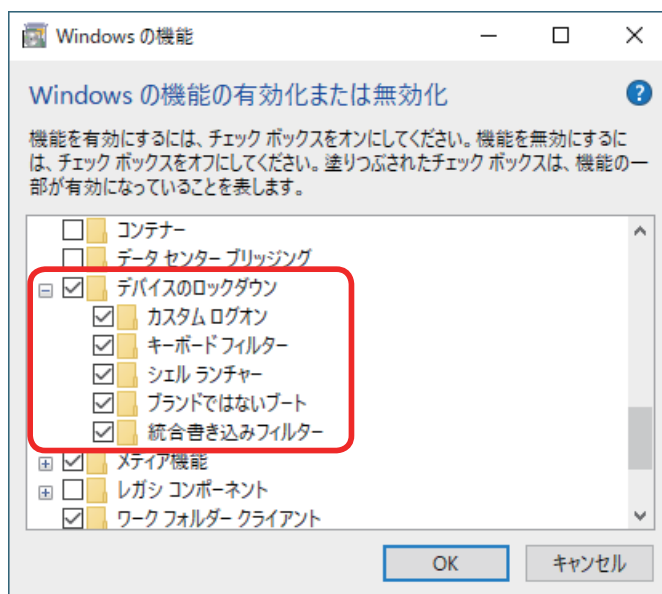 Windows の機能
Windows の機能の有効化または無効化
?
機能を有効にするには、チェック ボックスをオンにしてください。機能を無効にするに
は、チェック ボックスをオフにしてください。塗りつぶされたチェック ボックスは、機能の一
部が有効になっていることを表します。
コンテナー
データ センター ブリッジング
デバイスのロックダウン
カスタム ログオン
キーボード フィルター
シェル ランチャー
ブランドではないブート
統合書き込みフィルター
メディア機能
レガシ コンポーネント
ワーク フォルダー クライアント
OK
キャンセル